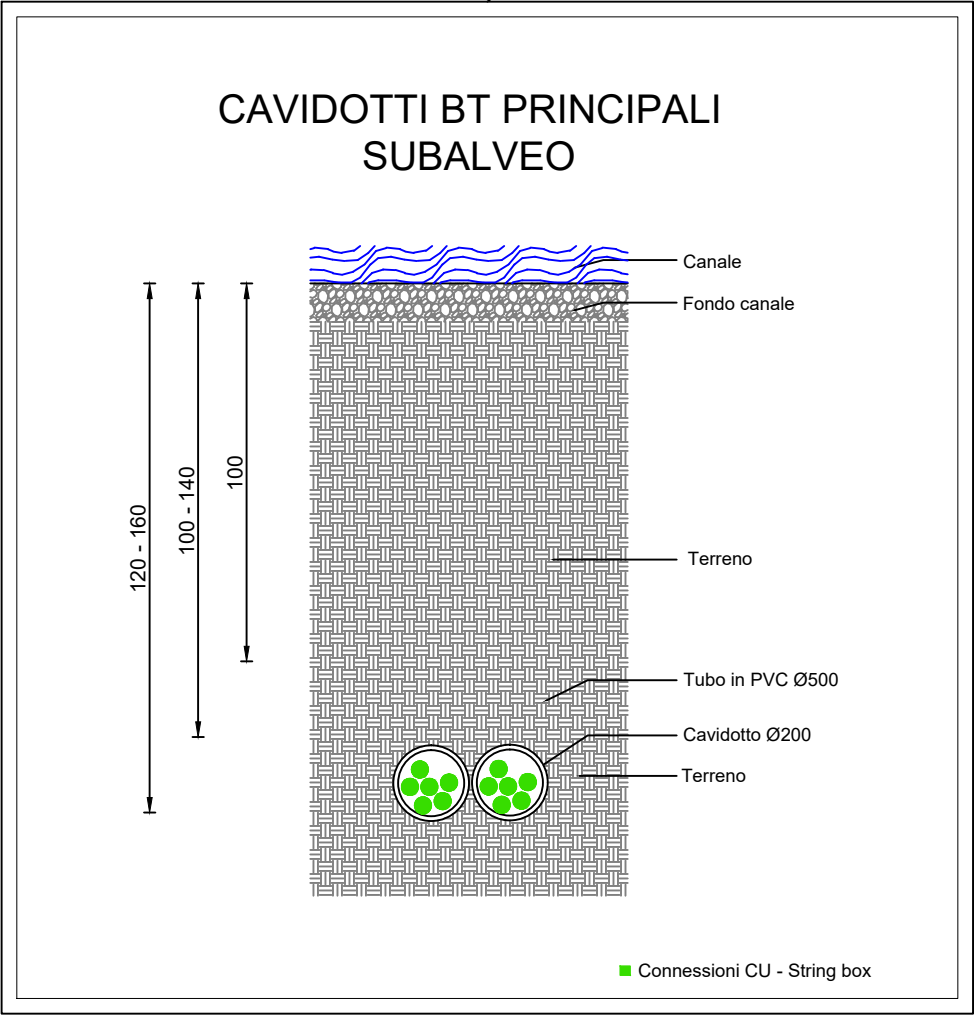 CAVIDOTTI BT PRINCIPALI
SUBALVEO
Canale
Fondo canale
120 - 160
100 - 140
100
Terreno
Tubo in PVC Ø500
Cavidotto Ø200
Terreno
Connessioni CU - String box